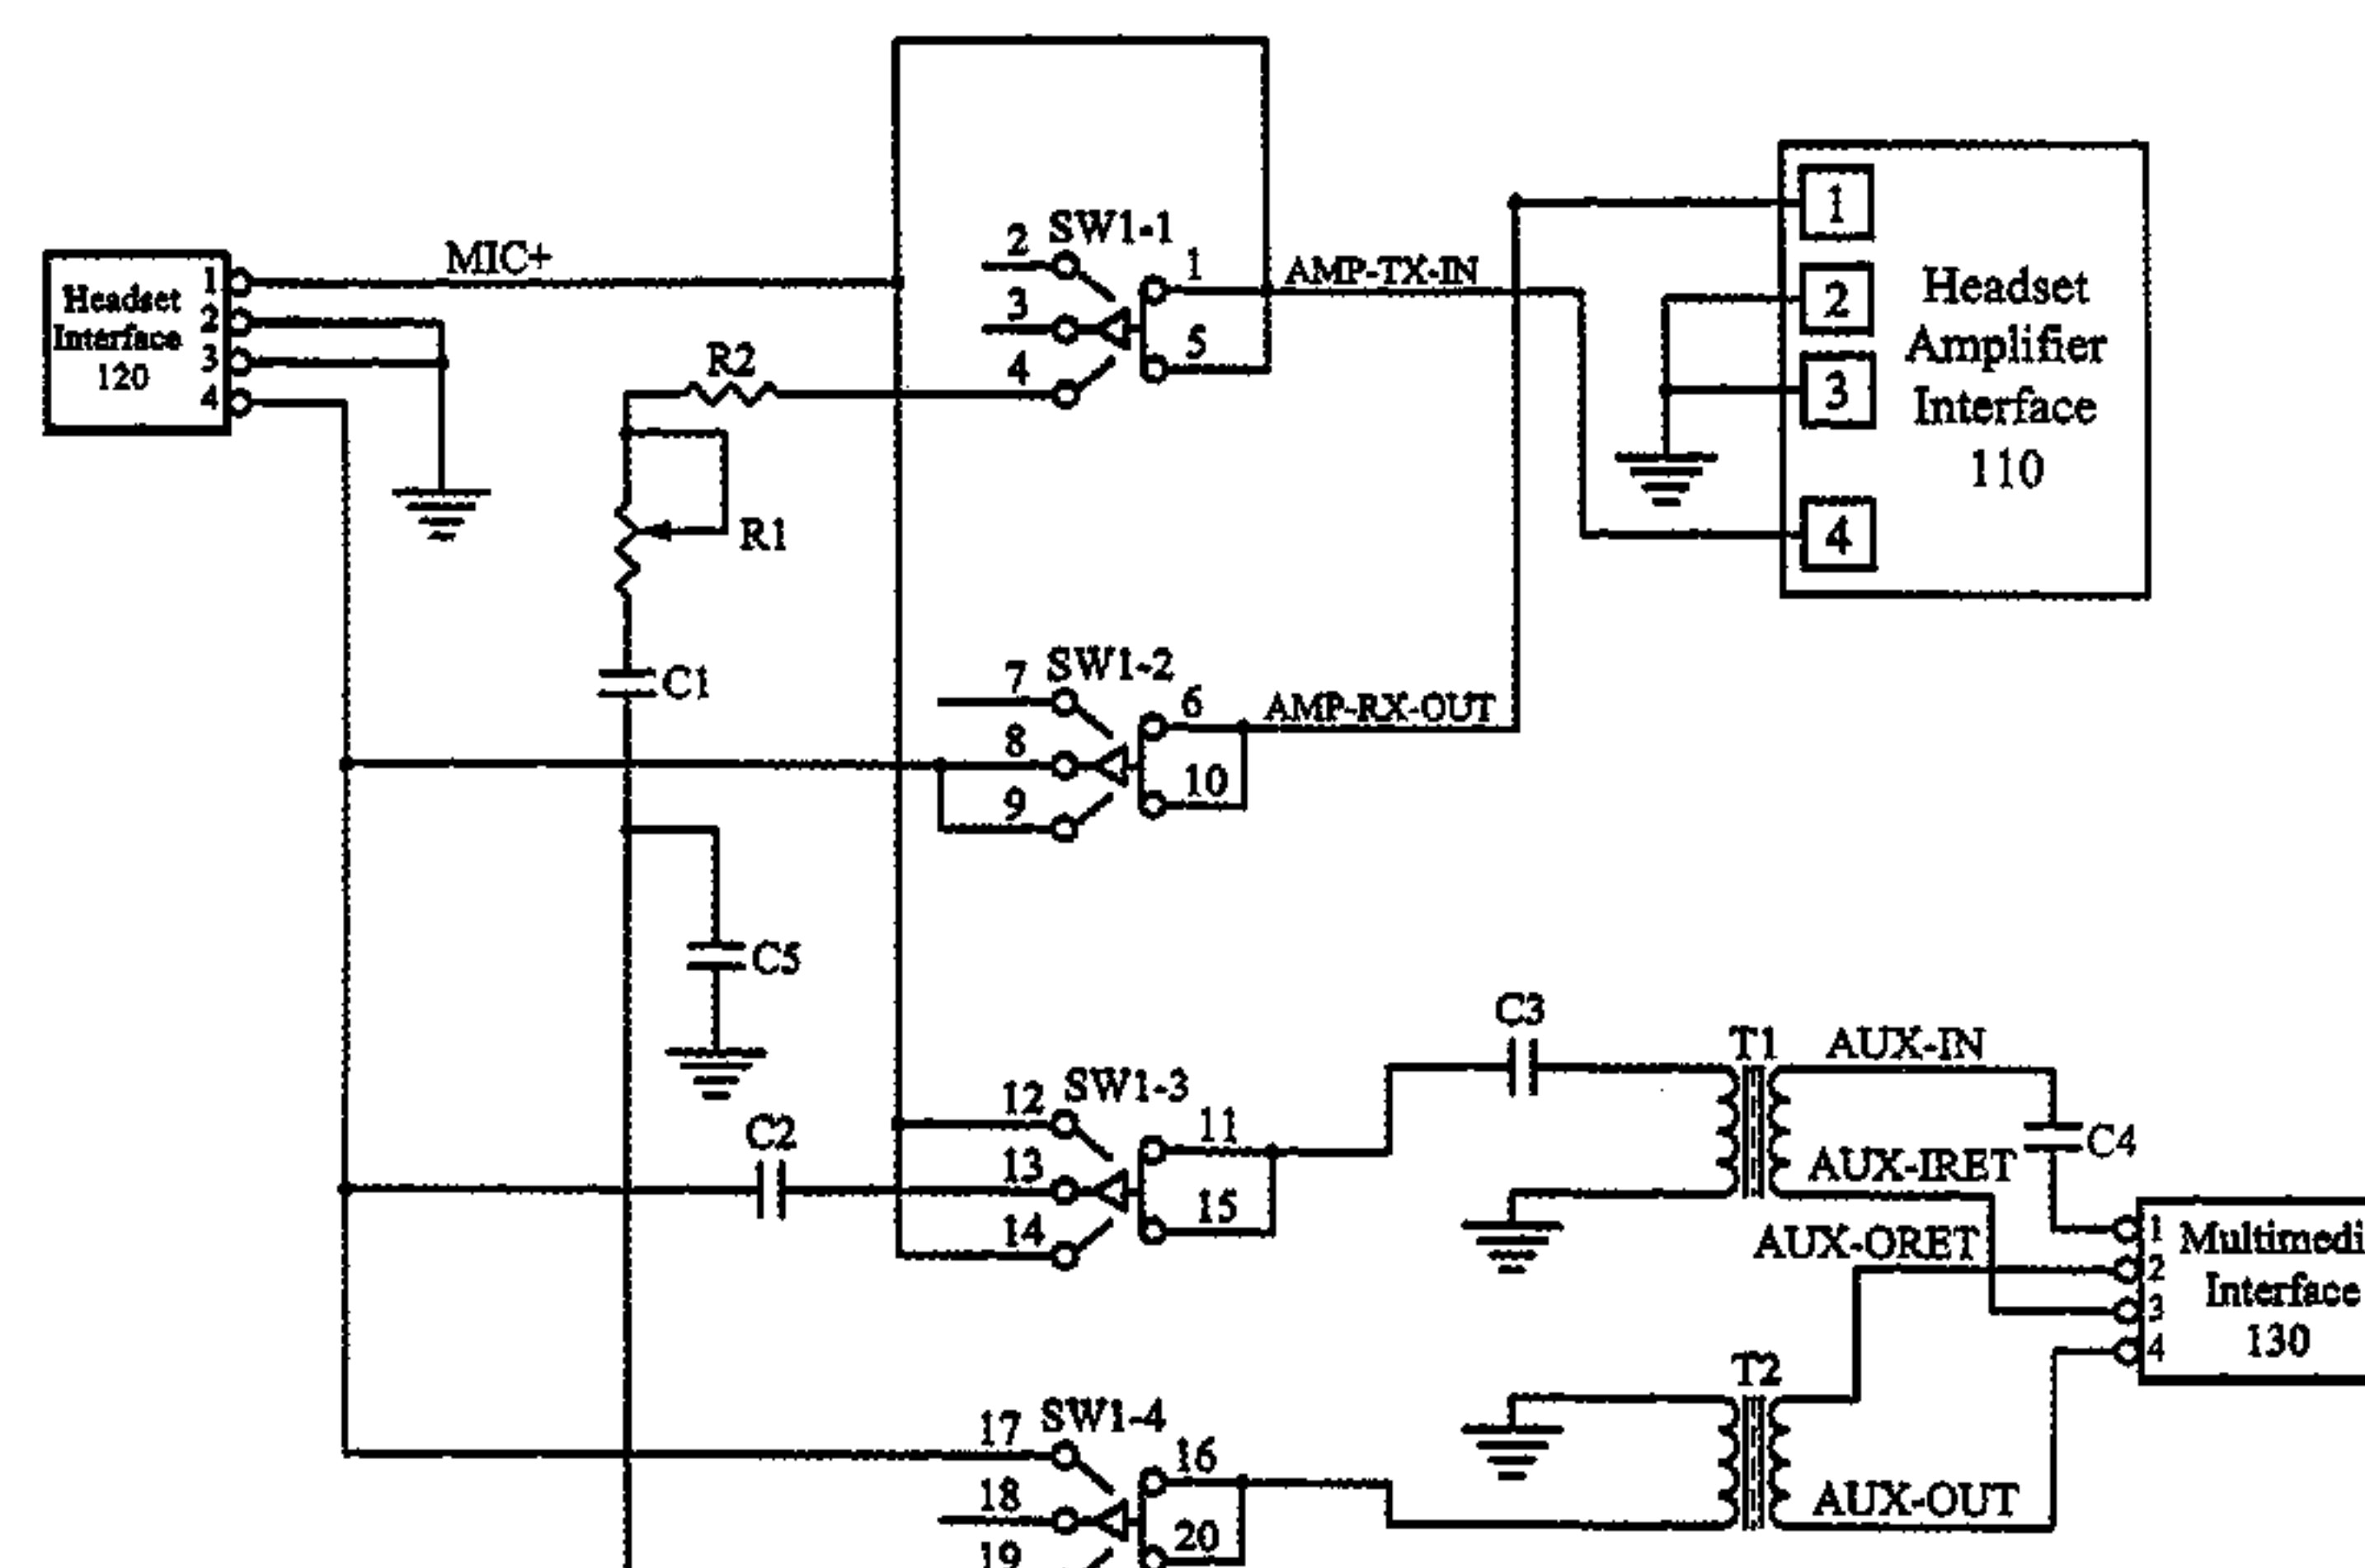 MIC+
Headset
Interface
120
1
2
3
4
R2
R1
C1
C5
C2
2
SW1-1
3
4
1
5
AMP-TX-IN
1
2
3
4
Headset
Amplifier
Interface
110
7
SW1-2
8
9
6
10
AMP-RX-OUT
12
SW1-3
13
14
11
15
C3
T1
AUX-IN
C4
AUX-IRET
AUX-ORET
1
2
3
4
Multimedi
Interface
130
T2
AUX-OUT
17
SW1-4
18
19
16
20